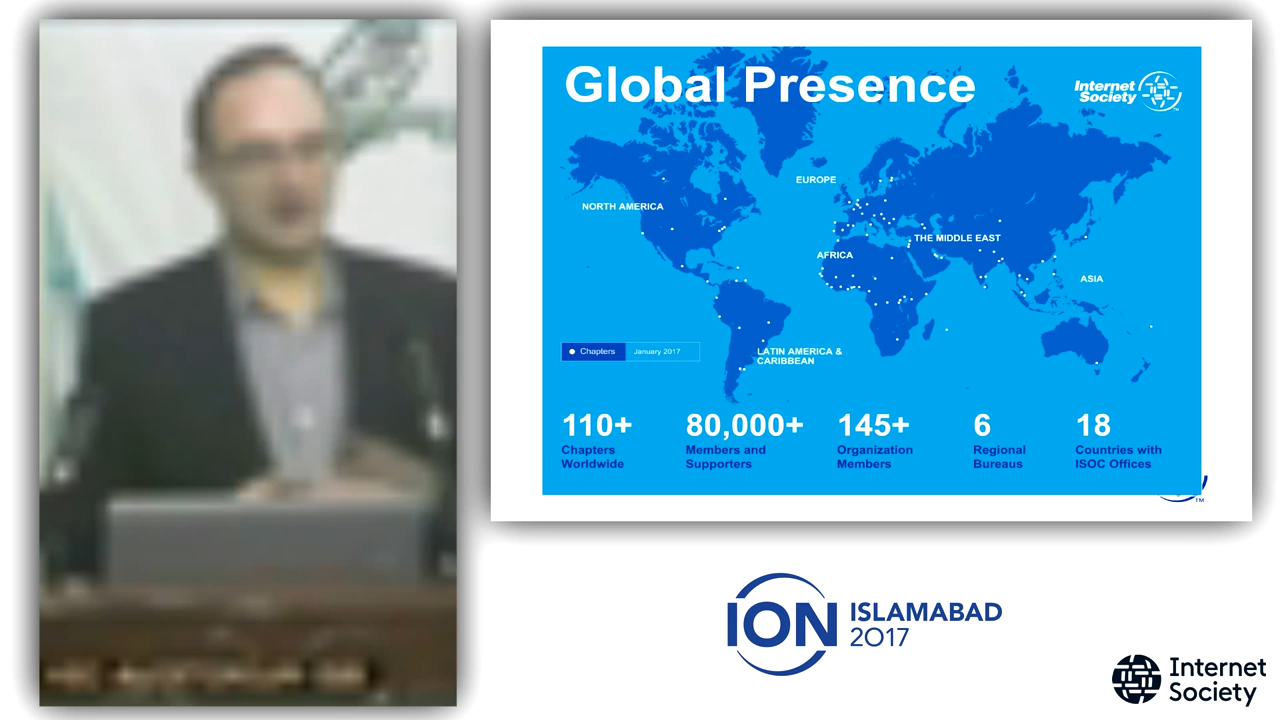 Global Presence
Internet
Society
EUROPE
NORTH AMERICA
THE MIDDLE EAST
AFRICA
ASIA
Chapters
January 2017
LATIN AMERICA &
CARIBBEAN
110+
Chapters
Worldwide
80,000+
Members and
Supporters
145+
Organization
Members
6
Regional
Bureaus
18
Countries with
ISOC Offices
TM
ION ISLAMABAD
2017
Internet
Society